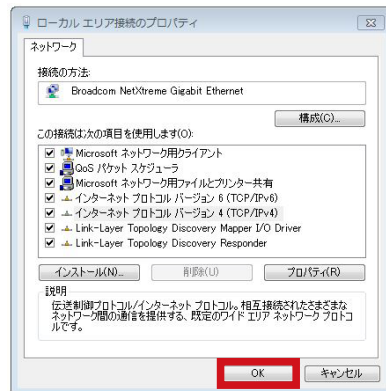 ローカル エリア接続のプロパティ
ネットワーク
接続の方法:
Broadcom NetXtreme Gigabit Ethernet
構成(C)...
この接続は次の項目を使用します(O):
Microsoft ネットワーク用クライアント
QoS パケット スケジューラ
Microsoft ネットワーク用ファイルとプリンター共有
インターネット プロトコル バージョン 6 (TCP/IPv6)
インターネット プロトコル バージョン 4 (TCP/IPv4)
Link-Layer Topology Discovery Mapper I/O Driver
Link-Layer Topology Discovery Responder
インストール(N)... 削除(U) プロパティ(R)
説明
伝送制御プロトコル/インターネット プロトコル。相互接続されたさまざまな
ネットワーク間の通信を提供する、既定のワイド エリア ネットワーク プロトコ
ルです。
OK キャンセル